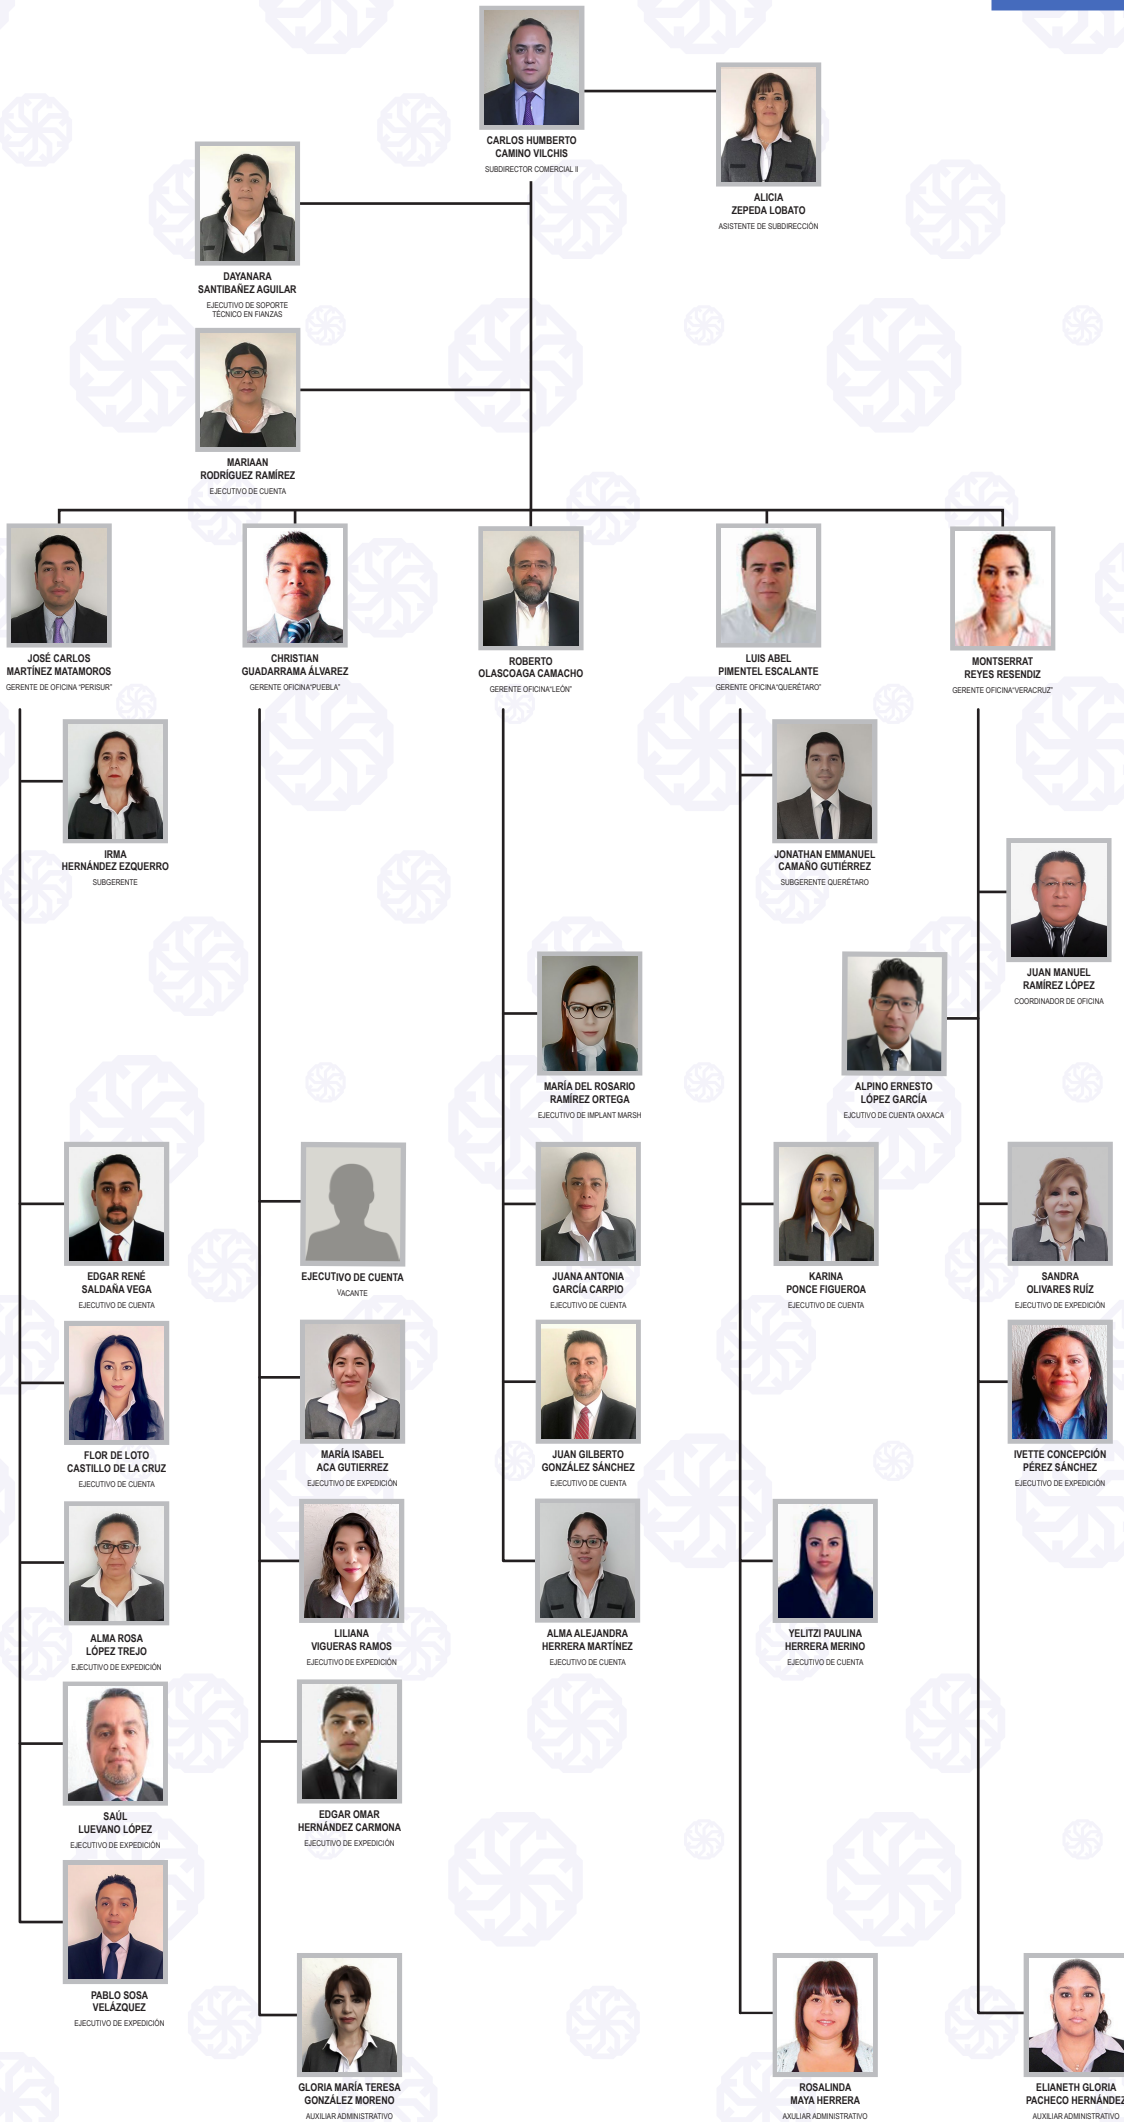 CARLOS HUMBERTO
CAMINO VILCHIS
SUBDIRECTOR COMERCIAL II
ALICIA
ZEPEDA LOBATO
ASISTENTE DE SUBDIRECCIÓN
DAYANARA
SANTIBAÑEZ AGUILAR
EJECUTIVO DE SOPORTE
TÉCNICO EN FIANZAS
MARIAAN
RODRÍGUEZ RAMÍREZ
EJECUTIVO DE CUENTA
JOSÉ CARLOS
MARTÍNEZ MATAMOROS
GERENTE DE OFICINA "PERISUR"
CHRISTIAN
GUADARRAMA ÁLVAREZ
GERENTE OFICINA"PUEBLA"
ROBERTO
OLASCOAGA CAMACHO
GERENTE OFICINA"LEÓN"
LUIS ABEL
PIMENTEL ESCALANTE
GERENTE OFICINA"QUERÉTARO"
MONTSERRAT
REYES RESENDIZ
GERENTE OFICINA"VERACRUZ"
IRMA
HERNÁNDEZ EZQUERRO
SUBGERENTE
JONATHAN EMMANUEL
CAMAÑO GUTIÉRREZ
SUBGERENTE QUERÉTARO
JUAN MANUEL
RAMÍREZ LÓPEZ
COORDINADOR DE OFICINA
MARÍA DEL ROSARIO
RAMÍREZ ORTEGA
EJECUTIVO DE IMPLANT MARSH
ALPINO ERNESTO
LÓPEZ GARCÍA
EJCUTIVO DE CUENTA OAXACA
EDGAR RENÉ
SALDAÑA VEGA
EJECUTIVO DE CUENTA
EJECUTIVO DE CUENTA
VACANTE
JUANA ANTONIA
GARCÍA CARPIO
EJECUTIVO DE CUENTA
KARINA
PONCE FIGUEROA
EJECUTIVO DE CUENTA
SANDRA
OLIVARES RUÍZ
EJECUTIVO DE EXPEDICIÓN
FLOR DE LOTO
CASTILLO DE LA CRUZ
EJECUTIVO DE CUENTA
MARÍA ISABEL
ACA GUTIERREZ
EJECUTIVO DE EXPEDICIÓN
JUAN GILBERTO
GONZÁLEZ SÁNCHEZ
EJECUTIVO DE CUENTA
IVETTE CONCEPCIÓN
PÉREZ SÁNCHEZ
EJECUTIVO DE EXPEDICIÓN
ALMA ROSA
LÓPEZ TREJO
EJECUTIVO DE EXPEDICIÓN
LILIANA
VIGUERAS RAMOS
EJECUTIVO DE EXPEDICIÓN
ALMA ALEJANDRA
HERRERA MARTÍNEZ
EJECUTIVO DE CUENTA
YELITZI PAULINA
HERRERA MERINO
EJECUTIVO DE CUENTA
SAÚL
LUEVANO LÓPEZ
EJECUTIVO DE EXPEDICIÓN
EDGAR OMAR
HERNÁNDEZ CARMONA
EJECUTIVO DE EXPEDICIÓN
PABLO SOSA
VELÁZQUEZ
EJECUTIVO DE EXPEDICIÓN
GLORIA MARÍA TERESA
GONZÁLEZ MORENO
AUXILIAR ADMINISTRATIVO
ROSALINDA
MAYA HERRERA
AXULIAR ADMINISTRATIVO
ELIANETH GLORIA
PACHECO HERNÁNDEZ
AUXILIAR ADMINISTRATIVO